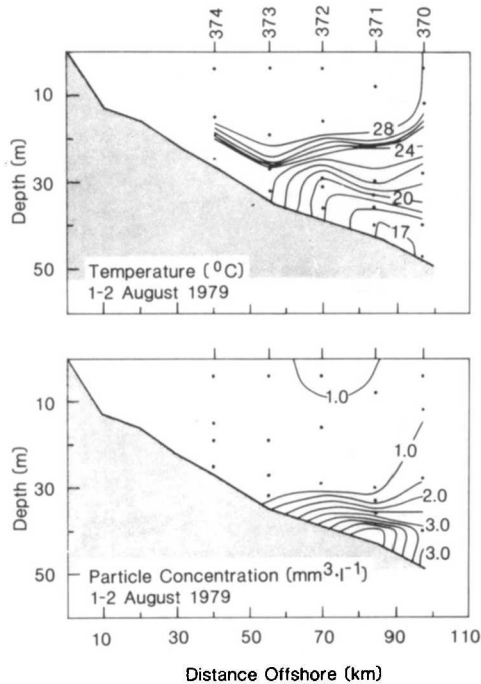 374 373 372 371 370
10
28
24
Depth (m)
30
20
17
50
Temperature (⁰C)
1-2 August 1979
1.0
10
1.0
Depth (m)
30
2.0
3.0
3.0
50
Particle Concentration (mm³·l⁻¹)
1-2 August 1979
10 30 50 70 90 110
Distance Offshore (km)